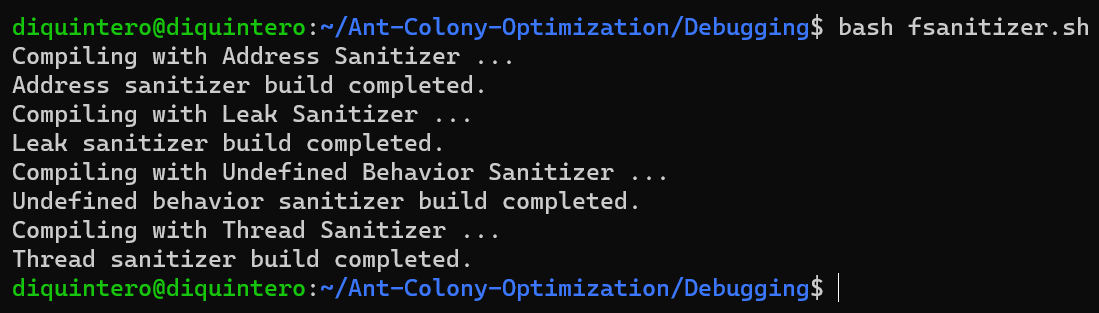 diquintero@diquintero:~/Ant-Colony-Optimization/Debugging$ bash fsanitizer.sh
Compiling with Address Sanitizer ...
Address sanitizer build completed.
Compiling with Leak Sanitizer ...
Leak sanitizer build completed.
Compiling with Undefined Behavior Sanitizer ...
Undefined behavior sanitizer build completed.
Compiling with Thread Sanitizer ...
Thread sanitizer build completed.
diquintero@diquintero:~/Ant-Colony-Optimization/Debugging$